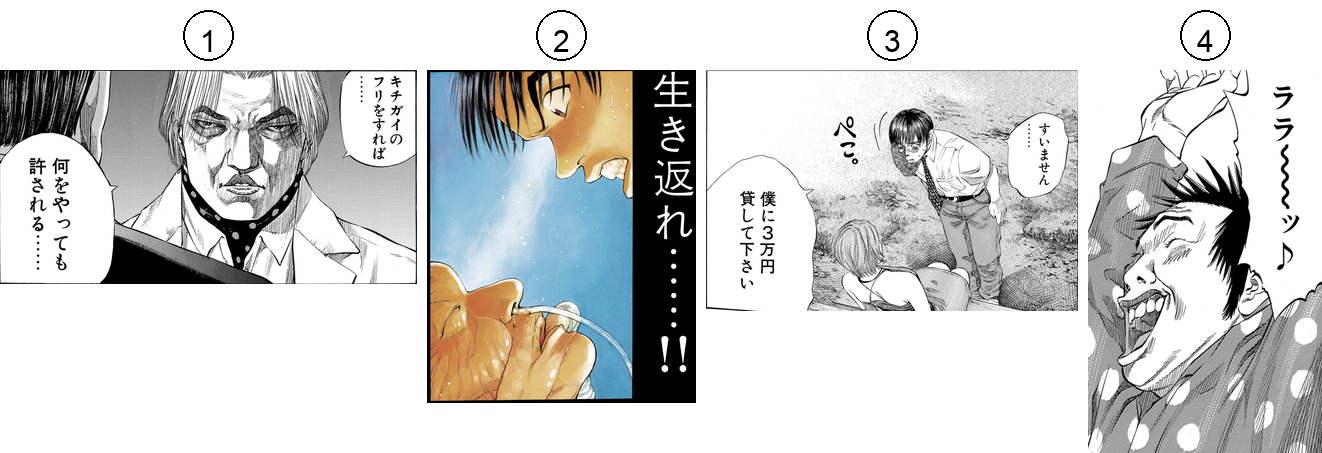 1
キチガイの
フリをすれば
……
何をやっても
許される……
2
生き返れ……!!
3
すいません
……
ぺこ。
僕に3万円
貸して下さい
4
ララ〜〜〜ッ♪